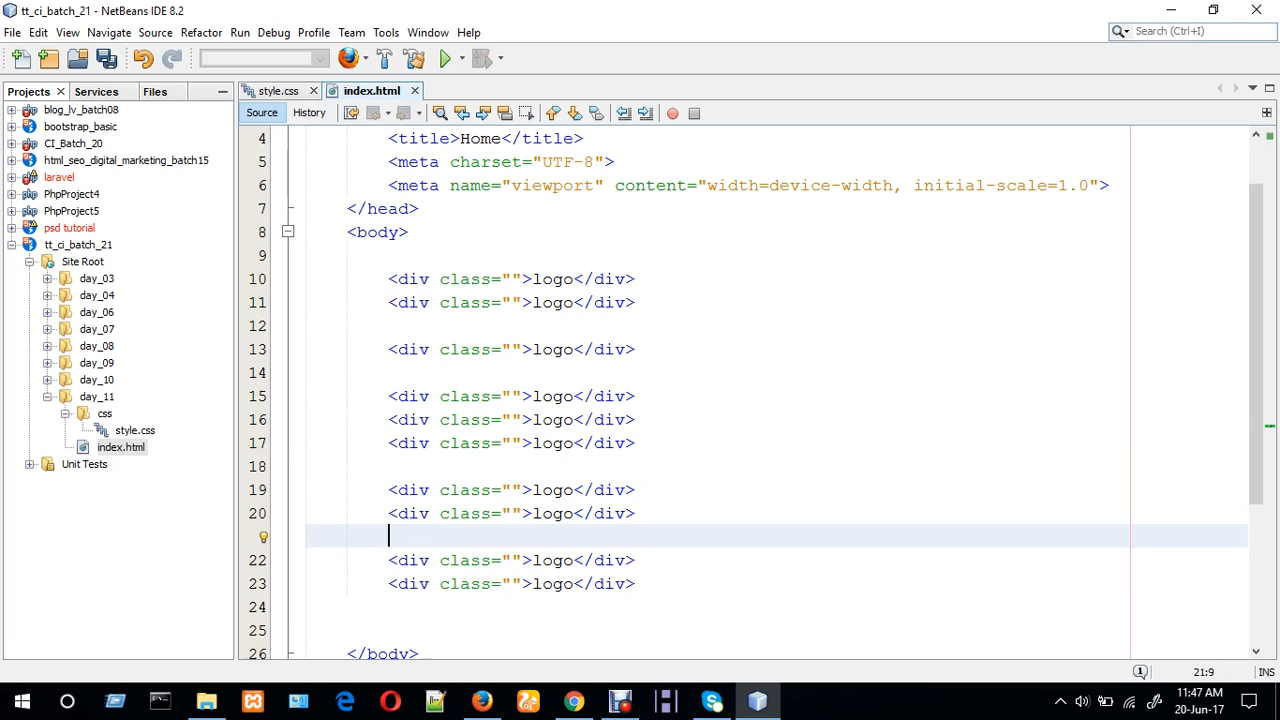 tt_ci_batch_21 - NetBeans IDE 8.2
File Edit View Navigate Source Refactor Run Debug Profile Team Tools Window Help
Search (Ctrl+I)
Projects Services Files
style.css index.html
Source History
blog_lv_batch08
bootstrap_basic
CI_Batch_20
html_seo_digital_marketing_batch15
laravel
PhpProject4
PhpProject5
psd tutorial
tt_ci_batch_21
Site Root
day_03
day_04
day_06
day_07
day_08
day_09
day_10
day_11
css
style.css
index.html
Unit Tests
4 <title>Home</title>
5 <meta charset="UTF-8">
6 <meta name="viewport" content="width=device-width, initial-scale=1.0">
7 </head>
8 <body>
9
10 <div class="">logo</div>
11 <div class="">logo</div>
12
13 <div class="">logo</div>
14
15 <div class="">logo</div>
16 <div class="">logo</div>
17 <div class="">logo</div>
18
19 <div class="">logo</div>
20 <div class="">logo</div>
22 <div class="">logo</div>
23 <div class="">logo</div>
24
25
26 </body>
1 21:9 INS
11:47 AM
20-Jun-17